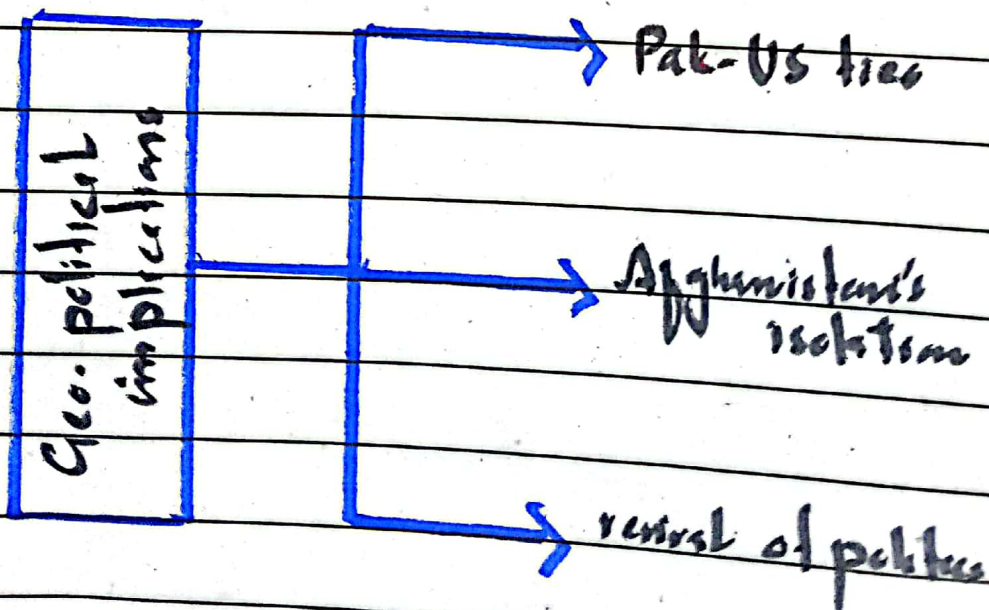 Geo-political
implications
Pak-US ties
Afghanistan's
isolation
revival of politics